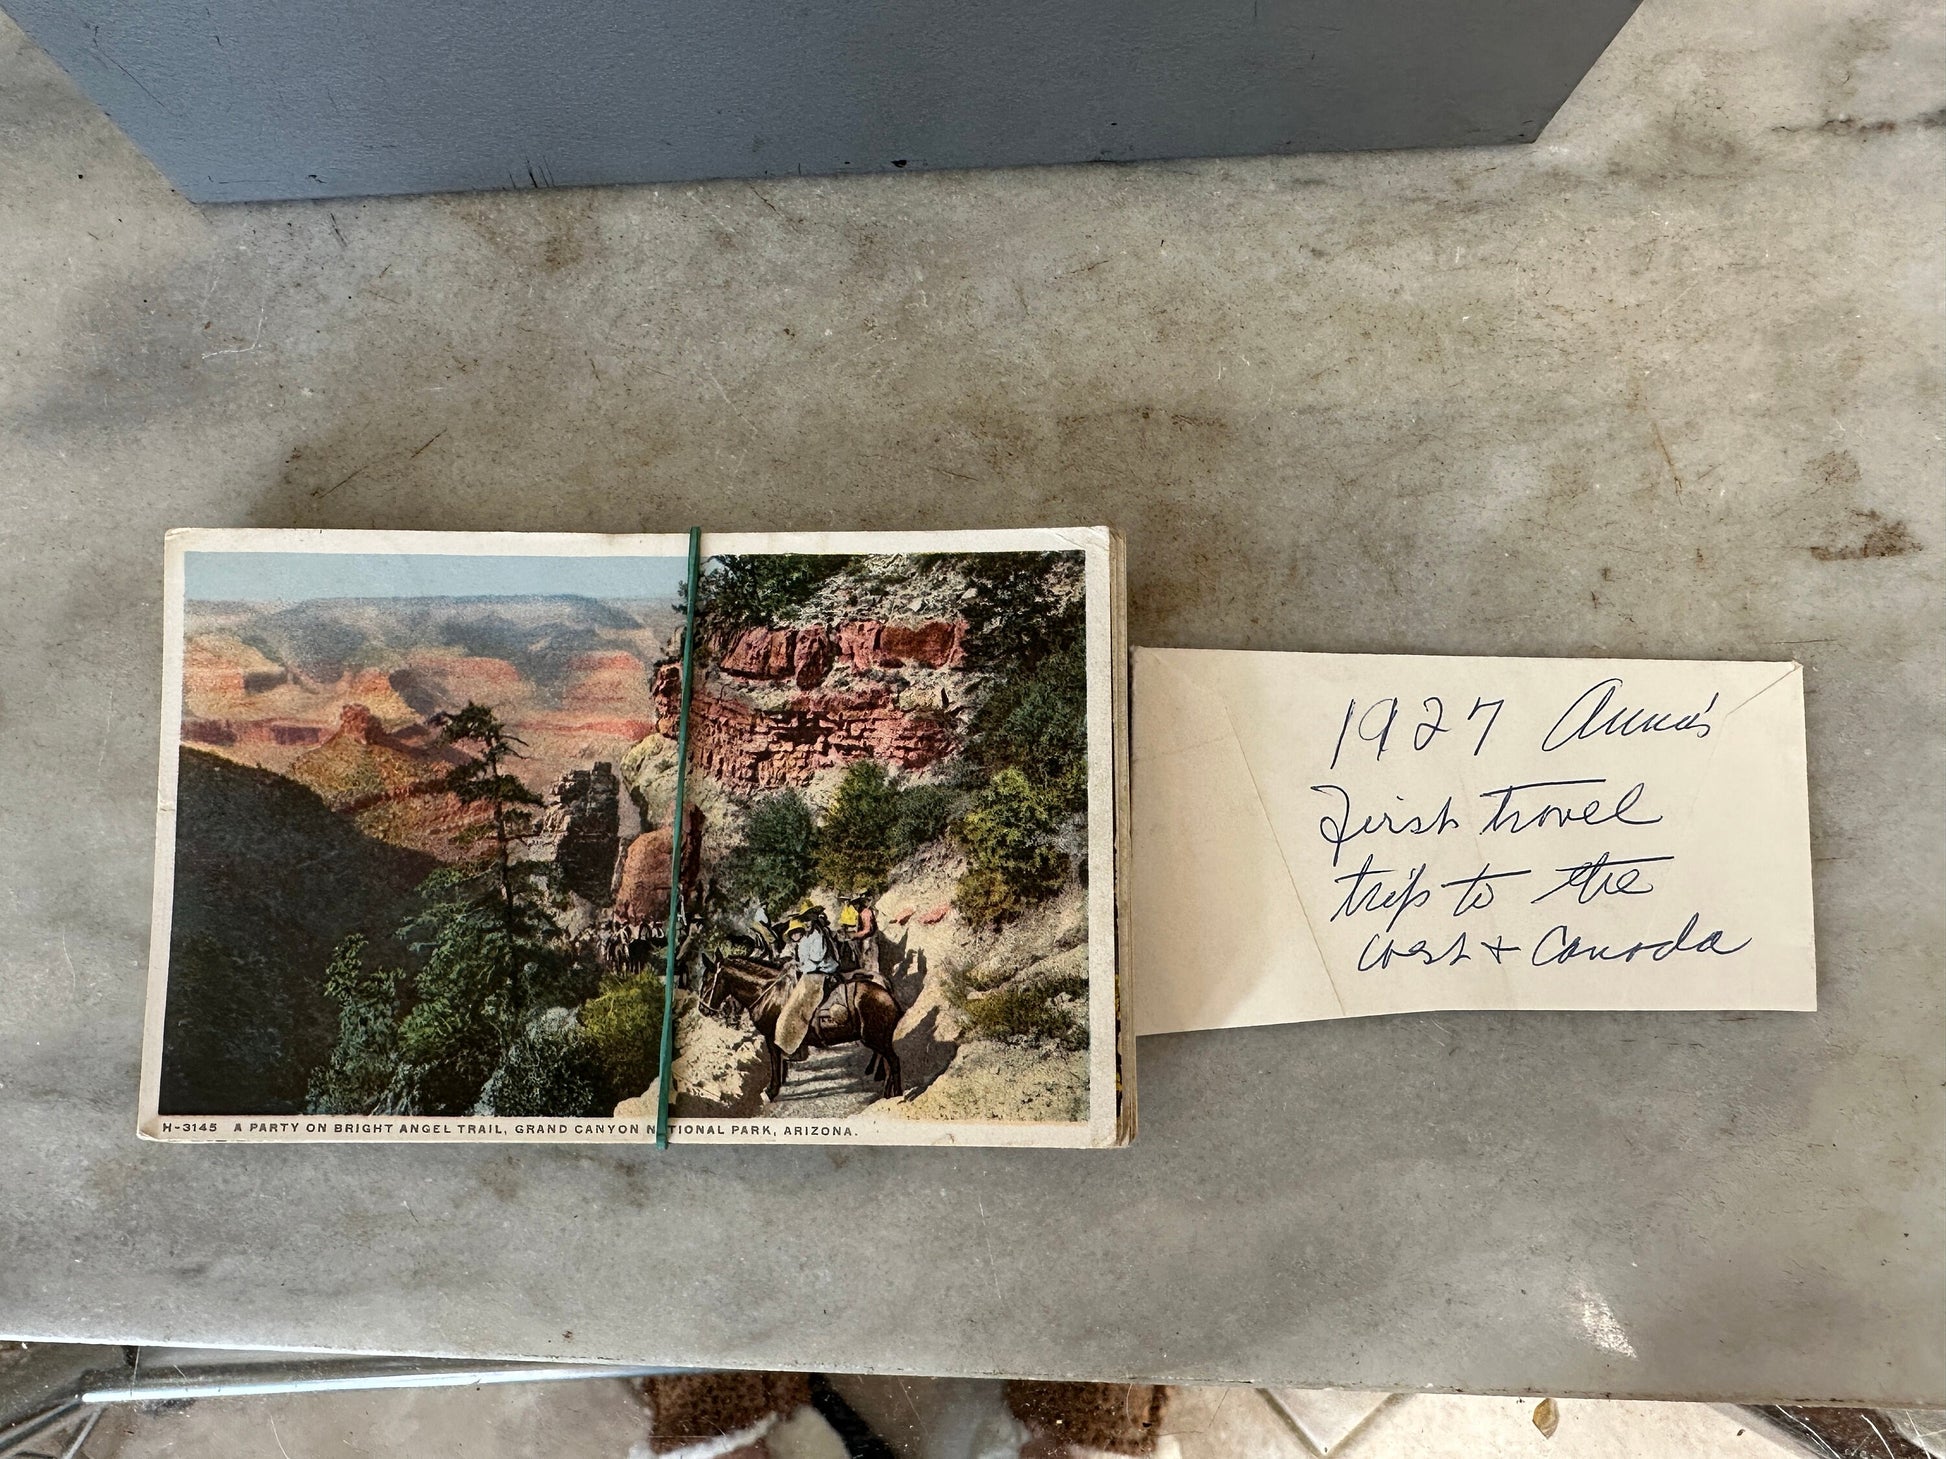 H-3145 A PARTY ON BRIGHT ANGEL TRAIL, GRAND CANYON NATIONAL PARK, ARIZONA.
1927 Anna's
First travel
trip to the
West & Canada